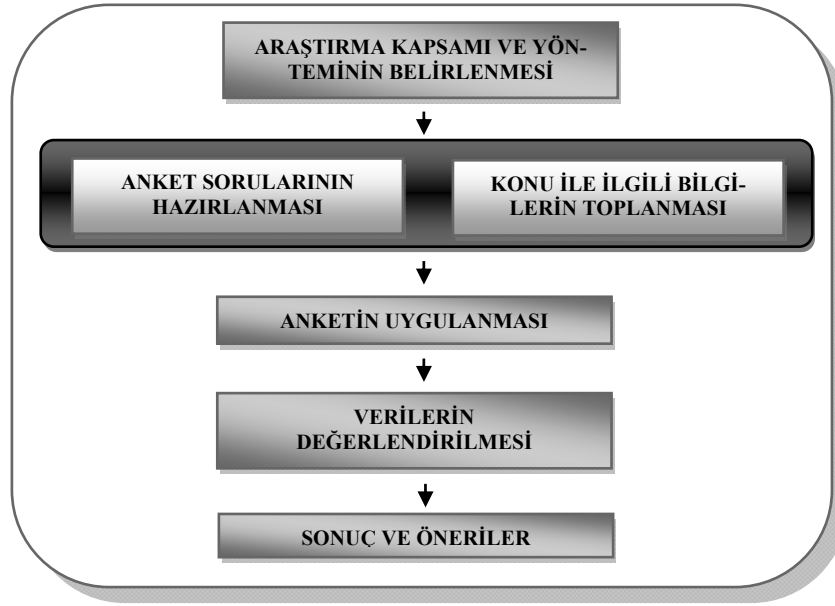 ARAŞTIRMA KAPSAMI VE YÖN-
TEMİNİN BELİRLENMESİ
ANKET SORULARININ
HAZIRLANMASI
KONU İLE İLGİLİ BİLGİ-
LERİN TOPLANMASI
ANKETİN UYGULANMASI
VERİLERİN
DEĞERLENDİRİLMESİ
SONUÇ VE ÖNERİLER